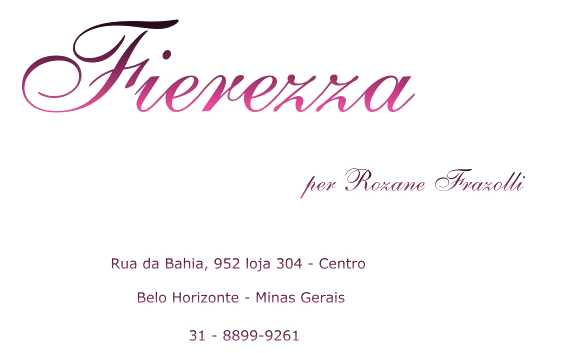 Fierezza
per Rozane Frazolli
Rua da Bahia, 952 loja 304 - Centro
Belo Horizonte - Minas Gerais
31 - 8899-9261